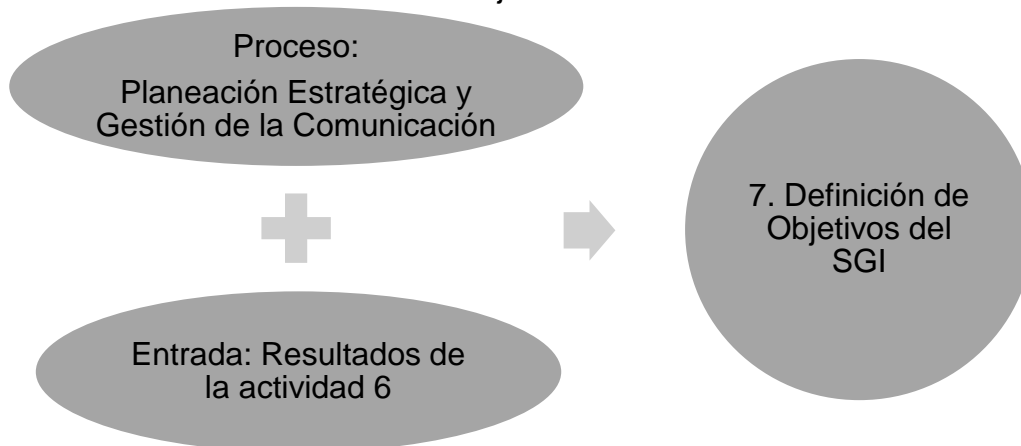 Proceso:
Planeación Estratégica y
Gestión de la Comunicación
7. Definición de
Objetivos del
SGI
Entrada: Resultados de
la actividad 6